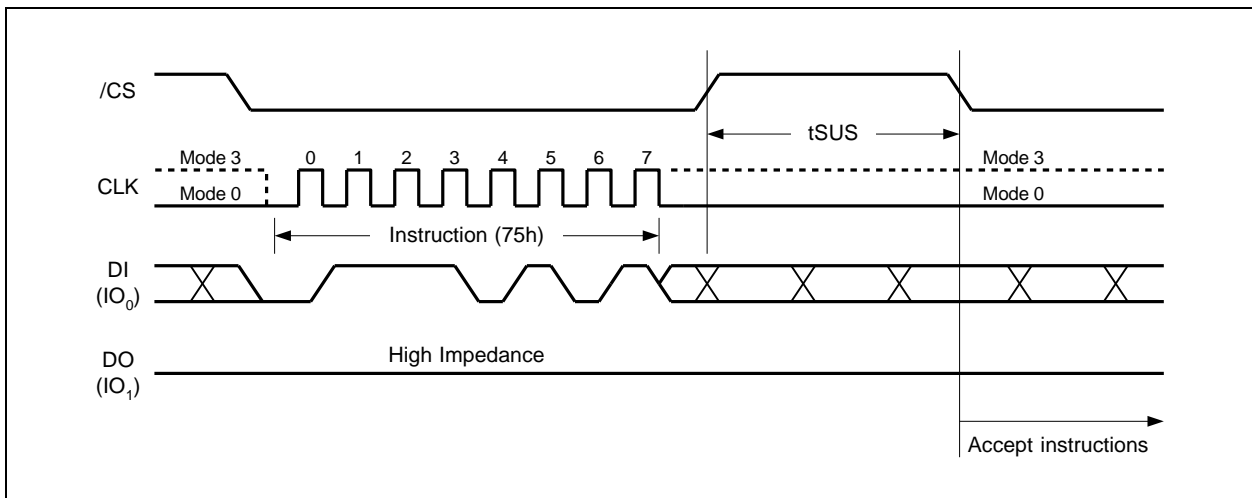 /CS
tSUS
Mode 3 0 1 2 3 4 5 6 7 Mode 3
CLK
Mode 0 Mode 0
Instruction (75h)
DI
(IO0)
High Impedance
DO
(IO1)
Accept instructions